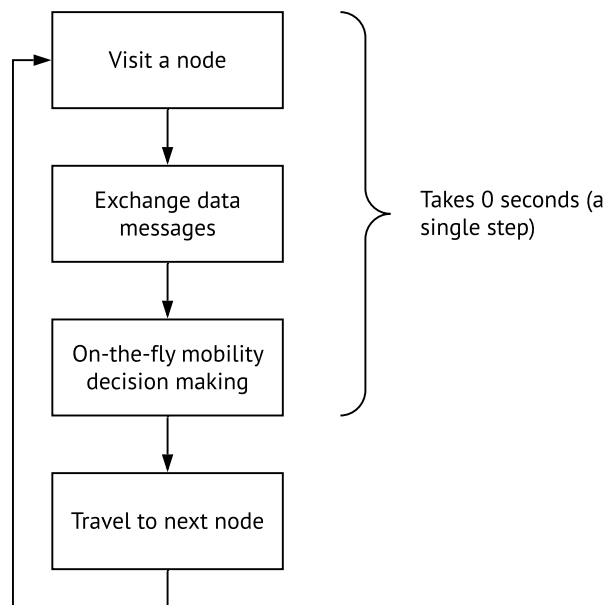 Visit a node
Exchange data
messages
Takes 0 seconds (a
single step)
On-the-fly mobility
decision making
Travel to next node